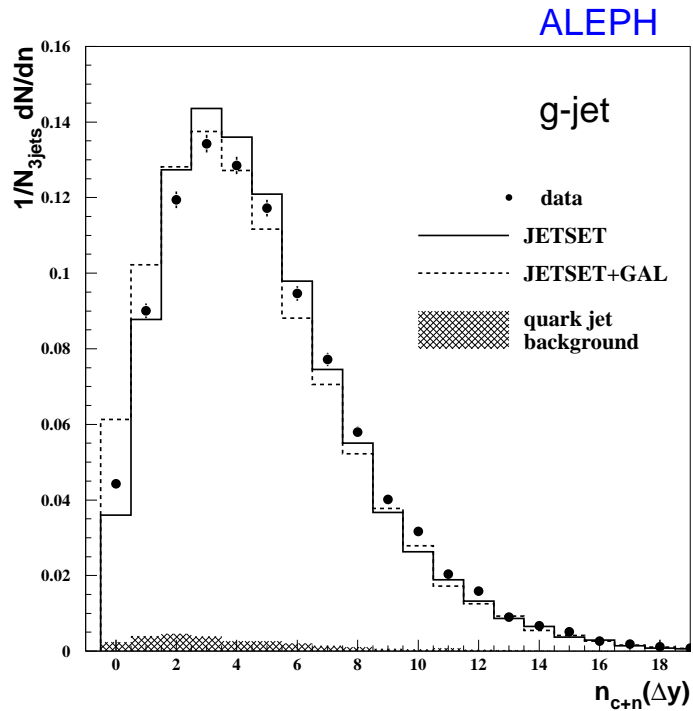 ALEPH
1/N3jets dN/dn
0.16
0.14
0.12
0.1
0.08
0.06
0.04
0.02
0
g-jet
data
JETSET
JETSET+GAL
quark jet
background
0 2 4 6 8 10 12 14 16 18
nc+n(Δy)